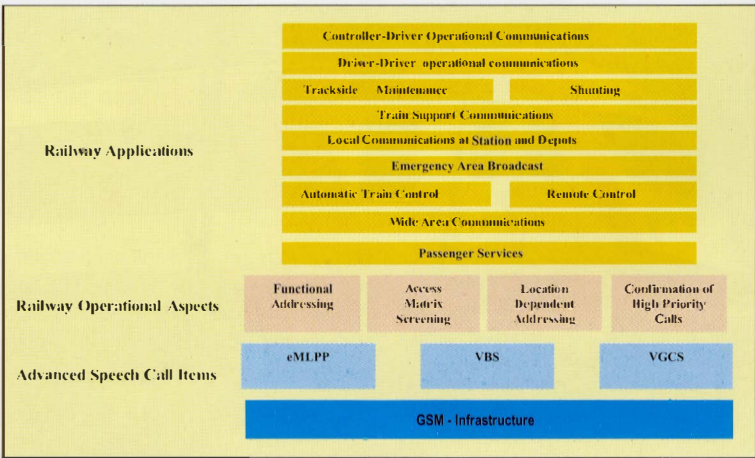 Controller-Driver Operational Communications
Driver-Driver operational communications
Trackside Maintenance
Shunting
Train Support Communications
Local Communications at Station and Depots
Railway Applications
Emergency Area Broadcast
Automatic Train Control
Remote Control
Wide Area Communications
Passenger Services
Railway Operational Aspects
Functional
Addressing
Access
Matrix
Screening
Location
Dependent
Addressing
Confirmation of
High Priority
Calls
Advanced Speech Call Items
eMLPP
VBS
VGCS
GSM - Infrastructure